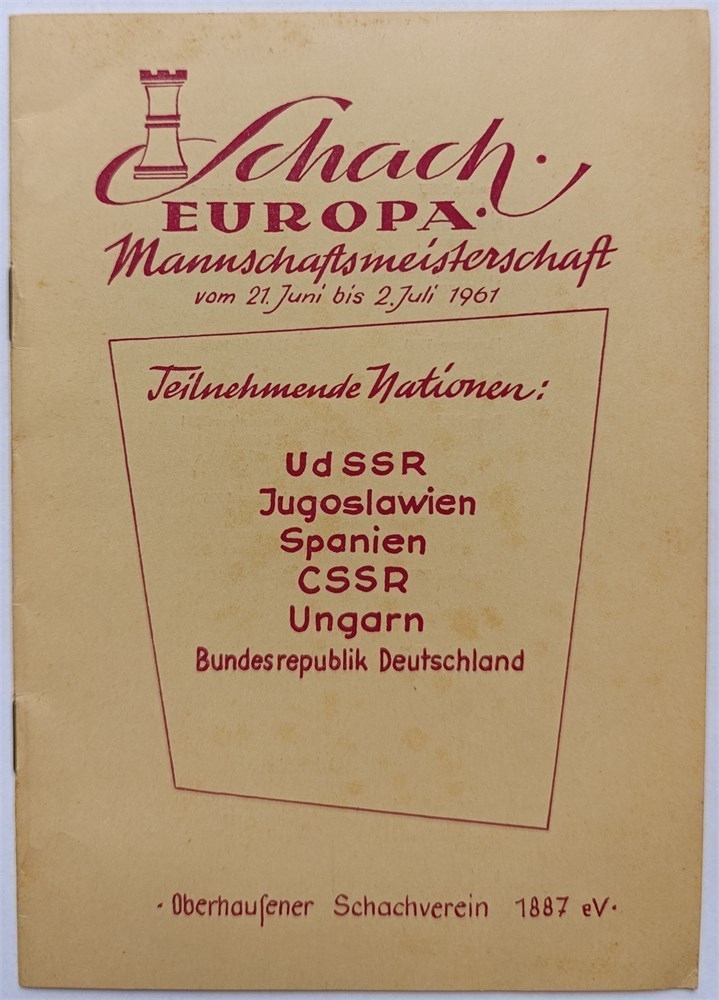 Schach·
EUROPA·
Mannschaftsmeisterschaft
vom 21. Juni bis 2. Juli 1961
Teilnehmende Nationen:
UdSSR
Jugoslawien
Spanien
CSSR
Ungarn
Bundesrepublik Deutschland
· Oberhauſener Schachverein 1887 eV·